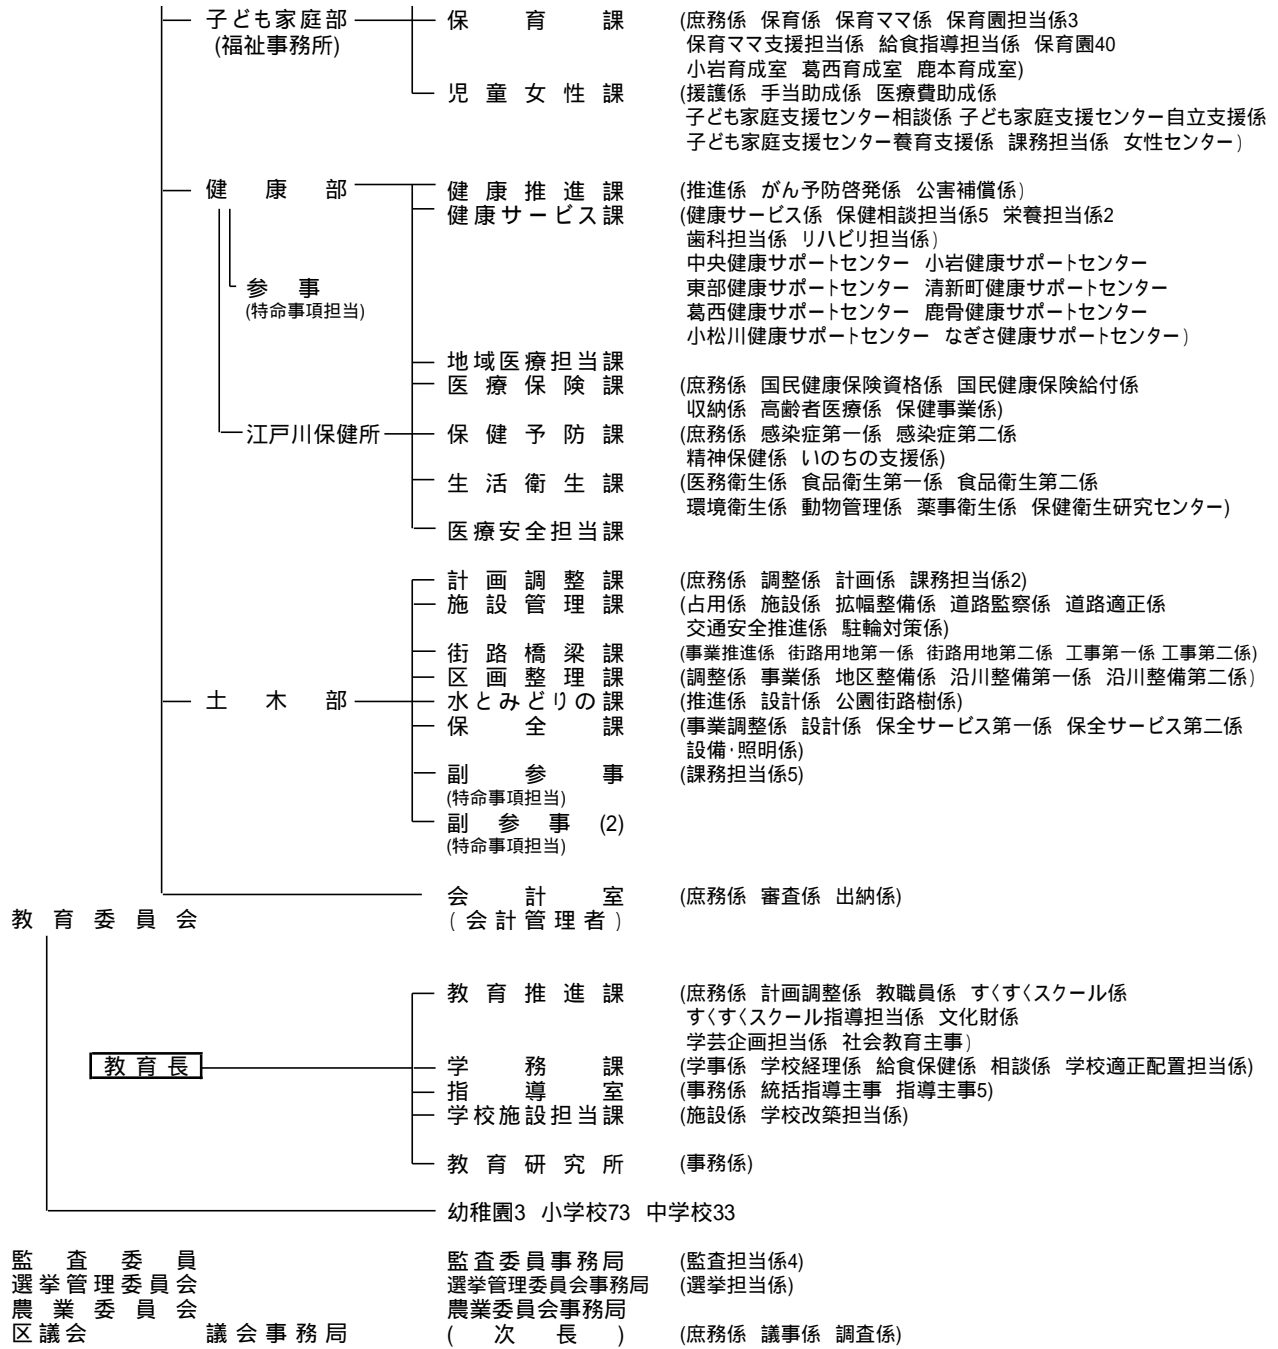 子ども家庭部 保育課 (庶務係 保育係 保育ママ係 保育園担当係3
(福祉事務所) 保育ママ支援担当係 給食指導担当係 保育園40
小岩育成室 葛西育成室 鹿本育成室)
児童女性課 (援護係 手当助成係 医療費助成係
子ども家庭支援センター相談係 子ども家庭支援センター自立支援係
子ども家庭支援センター養育支援係 課務担当係 女性センター)
健康部 健康推進課 (推進係 がん予防啓発係 公害補償係)
健康サービス課 (健康サービス係 保健相談担当係5 栄養担当係2
歯科担当係 リハビリ担当係)
中央健康サポートセンター 小岩健康サポートセンター
参事 東部健康サポートセンター 清新町健康サポートセンター
(特命事項担当) 葛西健康サポートセンター 鹿骨健康サポートセンター
小松川健康サポートセンター なぎさ健康サポートセンター)
地域医療担当課
医療保険課 (庶務係 国民健康保険資格係 国民健康保険給付係
収納係 高齢者医療係 保健事業係)
江戸川保健所 保健予防課 (庶務係 感染症第一係 感染症第二係
精神保健係 いのちの支援係)
生活衛生課 (医務衛生係 食品衛生第一係 食品衛生第二係
環境衛生係 動物管理係 薬事衛生係 保健衛生研究センター)
医療安全担当課
計画調整課 (庶務係 調整係 計画係 課務担当係2)
施設管理課 (占用係 施設係 拡幅整備係 道路監察係 道路適正係
交通安全推進係 駐輪対策係)
街路橋梁課 (事業推進係 街路用地第一係 街路用地第二係 工事第一係 工事第二係)
区画整理課 (調整係 事業係 地区整備係 沿川整備第一係 沿川整備第二係)
土木部 水とみどりの課 (推進係 設計係 公園街路樹係)
保全課 (事業調整係 設計係 保全サービス第一係 保全サービス第二係
設備・照明係)
副参事 (課務担当係5)
(特命事項担当)
副参事 (2)
(特命事項担当)
会計室 (庶務係 審査係 出納係)
教育委員会 (会計管理者)
教育推進課 (庶務係 計画調整係 教職員係 すくすくスクール係
すくすくスクール指導担当係 文化財係
学芸企画担当係 社会教育主事)
教育長 学務課 (学事係 学校経理係 給食保健係 相談係 学校適正配置担当係)
指導室 (事務係 統括指導主事 指導主事5)
学校施設担当課 (施設係 学校改築担当係)
教育研究所 (事務係)
幼稚園3 小学校73 中学校33
監査委員 監査委員事務局 (監査担当係4)
選挙管理委員会 選挙管理委員会事務局 (選挙担当係)
農業委員会 農業委員会事務局
区議会 議会事務局 (次長) (庶務係 議事係 調査係)